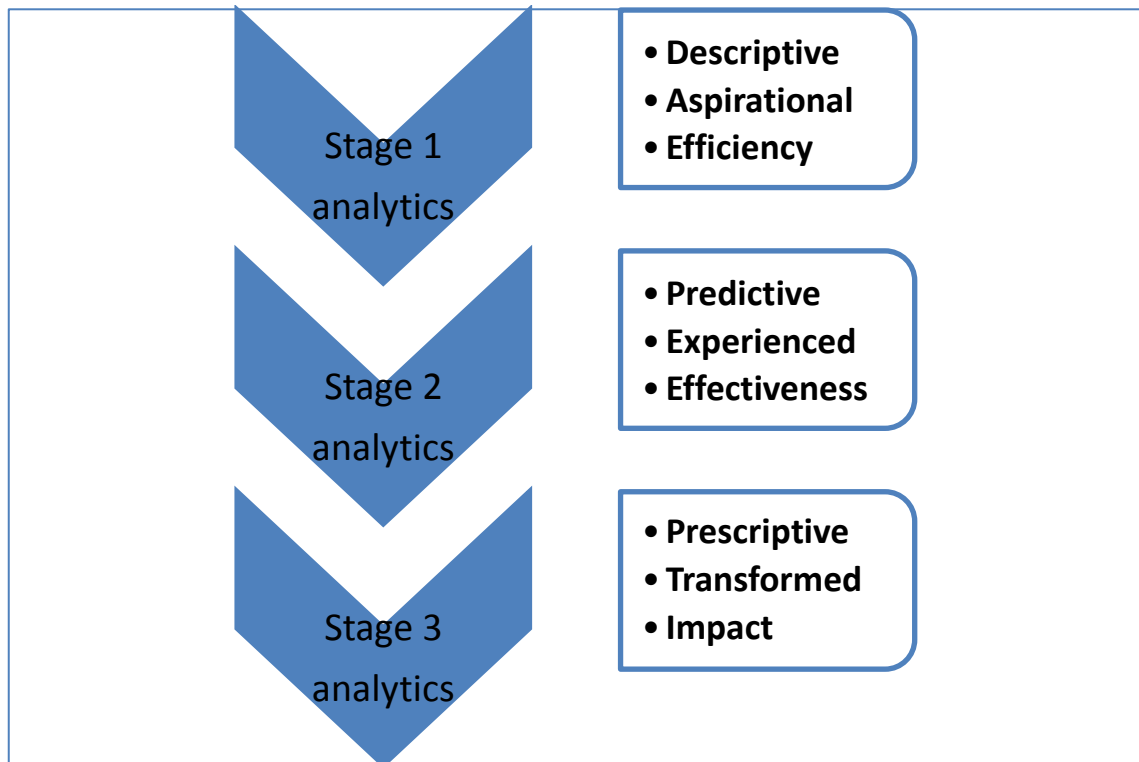 Stage 1
analytics
• Descriptive
• Aspirational
• Efficiency
Stage 2
analytics
• Predictive
• Experienced
• Effectiveness
Stage 3
analytics
• Prescriptive
• Transformed
• Impact